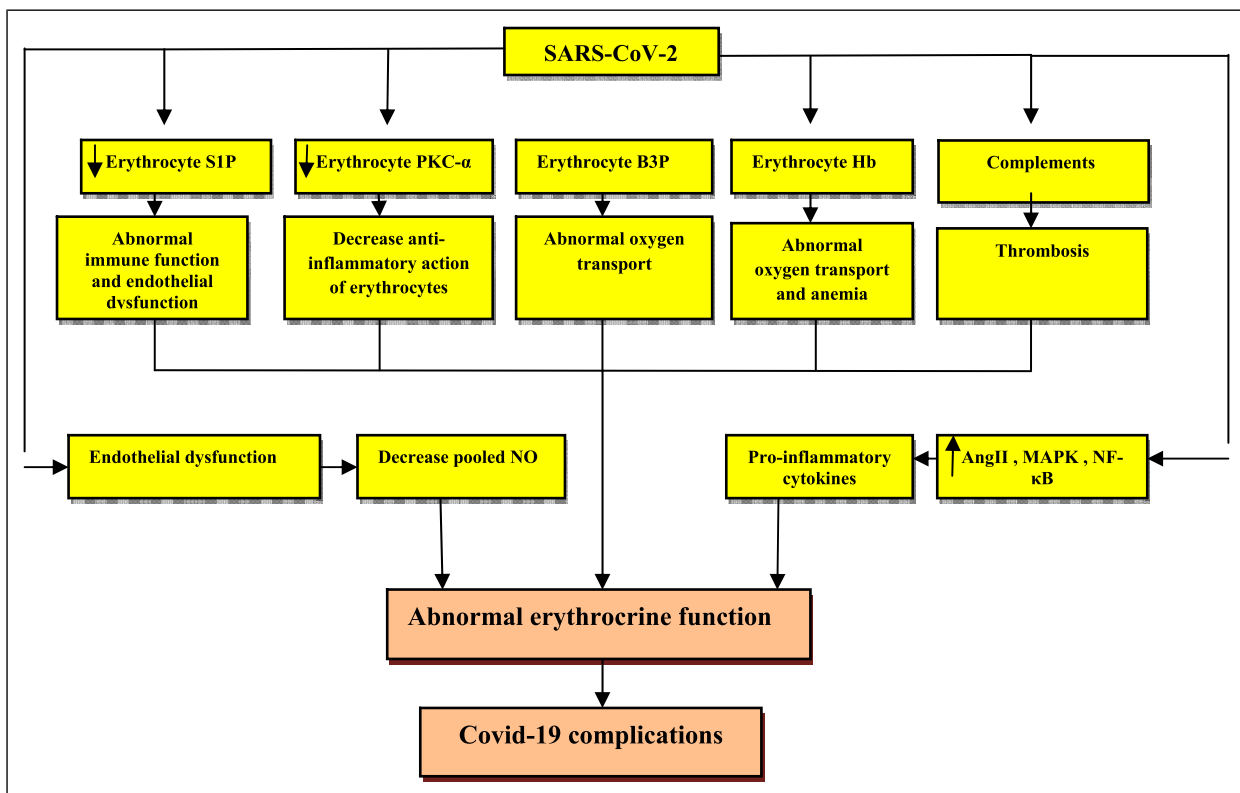 SARS-CoV-2
Erythrocyte S1P
Erythrocyte PKC-α
Erythrocyte B3P
Erythrocyte Hb
Complements
Abnormal
immune function
and endothelial
dysfunction
Decrease anti-
inflammatory action
of erythrocytes
Abnormal oxygen
transport
Abnormal
oxygen transport
and anemia
Thrombosis
Endothelial dysfunction
Decrease pooled NO
Pro-inflammatory
cytokines
AngII , MAPK , NF-
κB
Abnormal erythrocrine function
Covid-19 complications